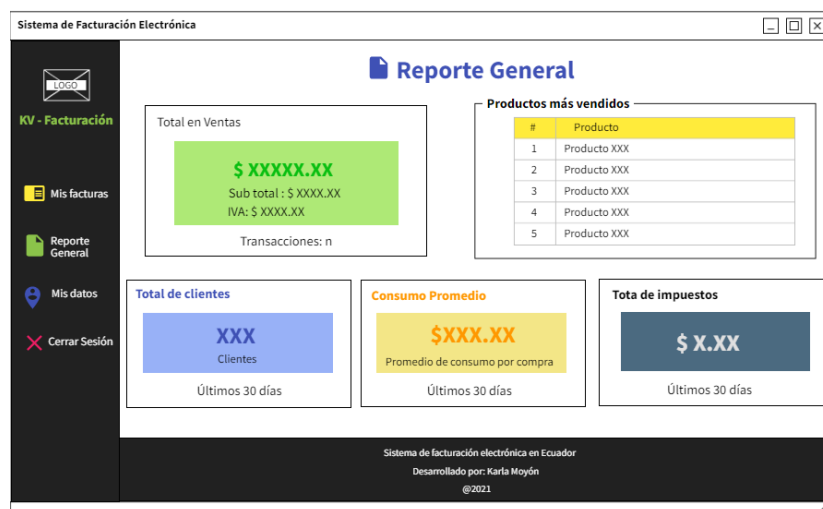 Sistema de Facturación Electrónica
LOGO
KV - Facturación
Mis facturas
Reporte
General
Mis datos
Cerrar Sesión
Reporte General
Total en Ventas
$ XXXXX.XX
Sub total : $ XXXX.XX
IVA: $ XXXX.XX
Transacciones: n
Productos más vendidos
# Producto
1 Producto XXX
2 Producto XXX
3 Producto XXX
4 Producto XXX
5 Producto XXX
Total de clientes
XXX
Clientes
Últimos 30 días
Consumo Promedio
$XXX.XX
Promedio de consumo por compra
Últimos 30 días
Tota de impuestos
$ X.XX
Últimos 30 días
Sistema de facturación electrónica en Ecuador
Desarrollado por: Karla Moyón
@2021